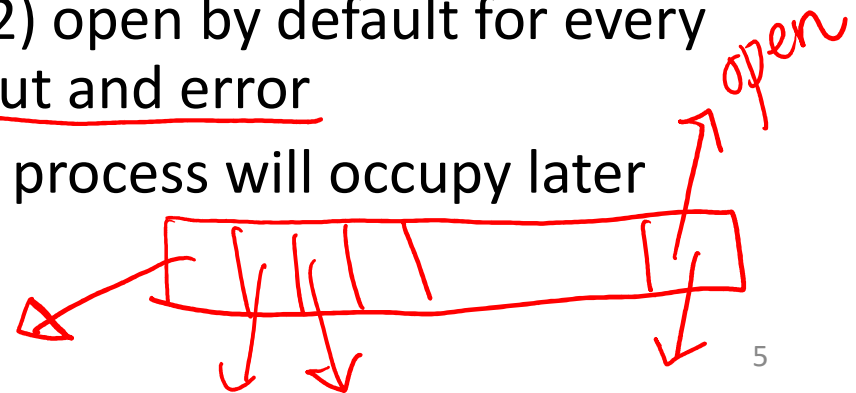 2) open by default for every
open
ut and error
process will occupy later
5